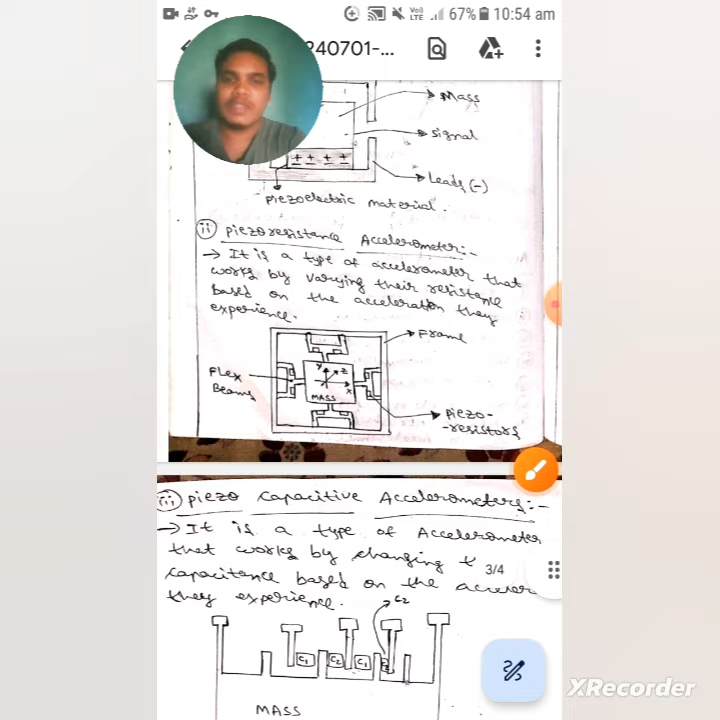 Vo)) LTE 67% 10:54 am
240701-...
Mass
Signal
Leads (-)
+ + + +
Piezoelectric material.
(ii) Piezoresistance Accelerometer:-
→ It is a type of accelerometer that
works by varying their resistance
based on the acceleration they
experience.
Frame
Flex
Beams
Y
Z
X
MASS
Piezo-
-resistors
(iii) Piezo Capacitive Accelerometers:-
→ It is a type of Accelerometer
that works by changing t
3/4
Capacitance based on the
they experience.
C2
C1
C2
C1
MASS
XRecorder